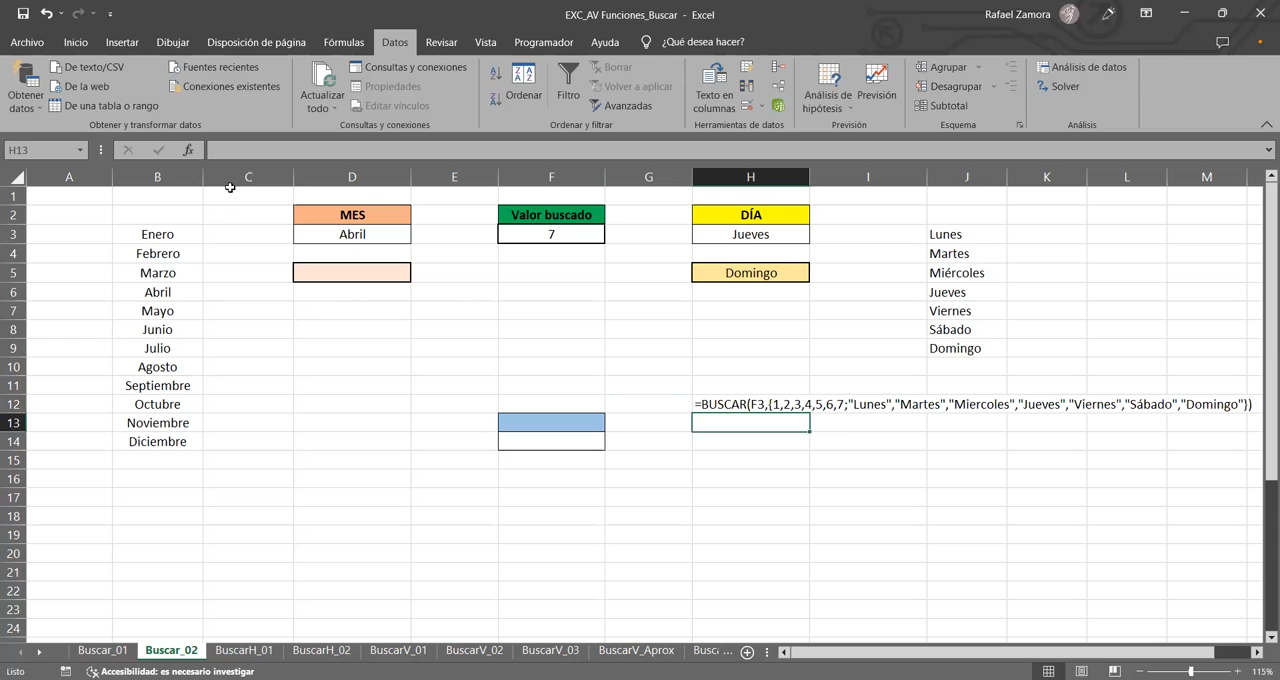 EXC_AV Funciones_Buscar - Excel
Rafael Zamora
Archivo Inicio Insertar Dibujar Disposición de página Fórmulas Datos Revisar Vista Programador Ayuda ¿Qué desea hacer?
Obtener datos
De texto/CSV
De la web
De una tabla o rango
Fuentes recientes
Conexiones existentes
Obtener y transformar datos
Actualizar todo
Consultas y conexiones
Propiedades
Editar vínculos
Consultas y conexiones
Ordenar
Filtro
Borrar
Volver a aplicar
Avanzadas
Ordenar y filtrar
Texto en columnas
Herramientas de datos
Análisis de hipótesis
Previsión
Previsión
Agrupar
Desagrupar
Subtotal
Esquema
Análisis de datos
Solver
Análisis
H13
A B C D E F G H I J K L M
1
2 MES Valor buscado DÍA
3 Enero Abril 7 Jueves Lunes
4 Febrero Martes
5 Marzo Domingo Miércoles
6 Abril Jueves
7 Mayo Viernes
8 Junio Sábado
9 Julio Domingo
10 Agosto
11 Septiembre
12 Octubre =BUSCAR(F3,{1,2,3,4,5,6,7;"Lunes","Martes","Miercoles","Jueves","Viernes","Sábado","Domingo"})
13 Noviembre
14 Diciembre
15
16
17
18
19
20
21
22
23
24
Buscar_01 Buscar_02 BuscarH_01 BuscarH_02 BuscarV_01 BuscarV_02 BuscarV_03 BuscarV_Aprox Busci ...
Listo Accesibilidad: es necesario investigar 115%